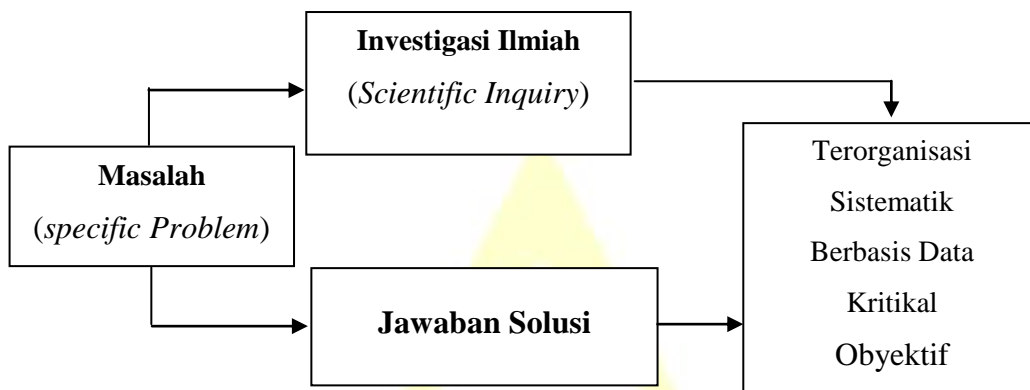 Investigasi Ilmiah
(Scientific Inquiry)
Masalah
(specific Problem)
Jawaban Solusi
Terorganisasi
Sistematik
Berbasis Data
Kritikal
Obyektif